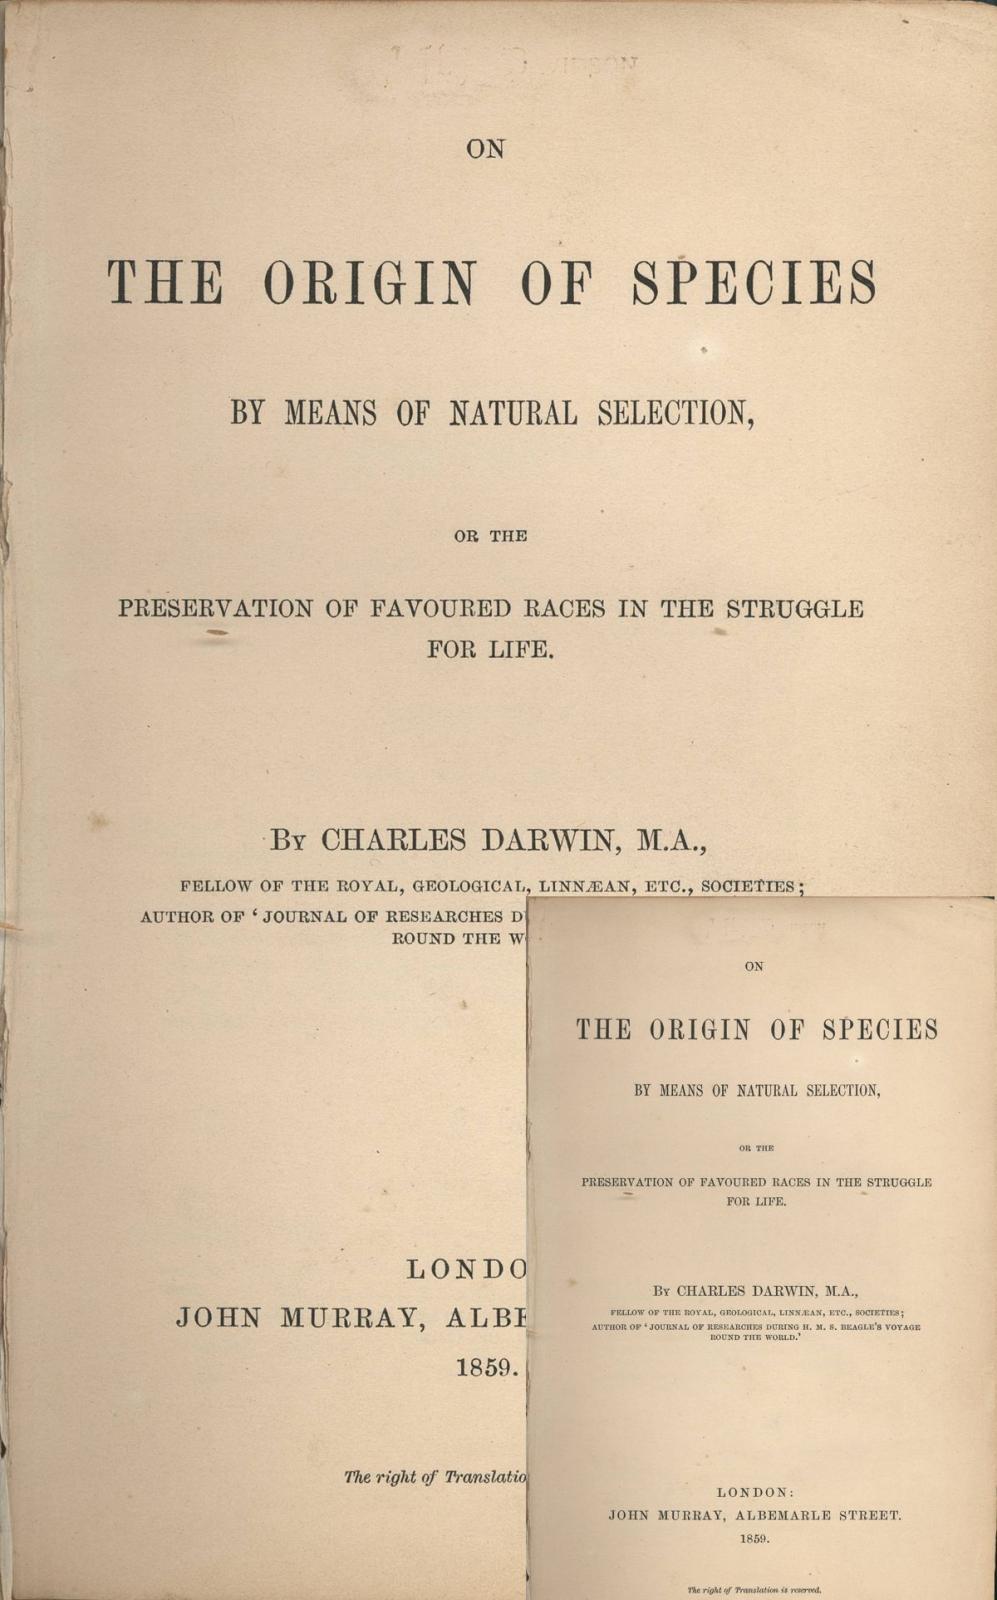 ON
THE ORIGIN OF SPECIES
BY MEANS OF NATURAL SELECTION,
OR THE
PRESERVATION OF FAVOURED RACES IN THE STRUGGLE
FOR LIFE.
By CHARLES DARWIN, M.A.,
FELLOW OF THE ROYAL, GEOLOGICAL, LINNÆAN, ETC., SOCIETIES;
AUTHOR OF ‘JOURNAL OF RESEARCHES D
ROUND THE W
LONDO
JOHN MURRAY, ALBE
1859.
The right of Translatio
ON
THE ORIGIN OF SPECIES
BY MEANS OF NATURAL SELECTION,
OR THE
PRESERVATION OF FAVOURED RACES IN THE STRUGGLE
FOR LIFE.
By CHARLES DARWIN, M.A.,
FELLOW OF THE ROYAL, GEOLOGICAL, LINNÆAN, ETC., SOCIETIES;
AUTHOR OF ‘JOURNAL OF RESEARCHES DURING H. M. S. BEAGLE'S VOYAGE
ROUND THE WORLD.’
LONDON:
JOHN MURRAY, ALBEMARLE STREET.
1859.
The right of Translation is reserved.